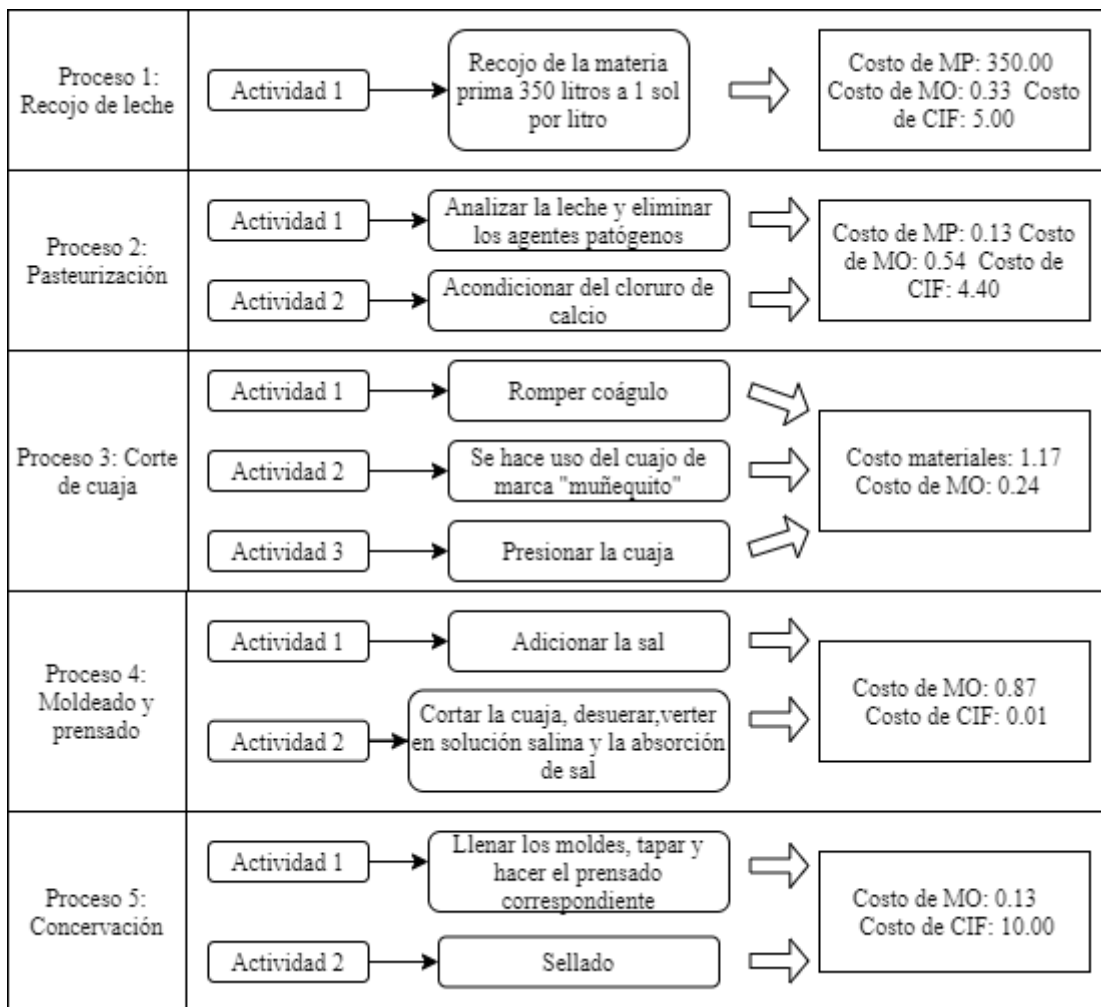 Proceso 1:
Recojo de leche
Actividad 1
Recojo de la materia
prima 350 litros a 1 sol
por litro
Costo de MP: 350.00
Costo de MO: 0.33 Costo
de CIF: 5.00
Proceso 2:
Pasteurización
Actividad 1
Analizar la leche y eliminar
los agentes patógenos
Actividad 2
Acondicionar del cloruro de
calcio
Costo de MP: 0.13 Costo
de MO: 0.54 Costo de
CIF: 4.40
Proceso 3: Corte
de cuaja
Actividad 1
Romper coágulo
Actividad 2
Se hace uso del cuajo de
marca "muñequito"
Actividad 3
Presionar la cuaja
Costo materiales: 1.17
Costo de MO: 0.24
Proceso 4:
Moldeado y
prensado
Actividad 1
Adicionar la sal
Actividad 2
Cortar la cuaja, desuerar,verter
en solución salina y la absorción
de sal
Costo de MO: 0.87
Costo de CIF: 0.01
Proceso 5:
Concervación
Actividad 1
Llenar los moldes, tapar y
hacer el prensado
correspondiente
Actividad 2
Sellado
Costo de MO: 0.13
Costo de CIF: 10.00